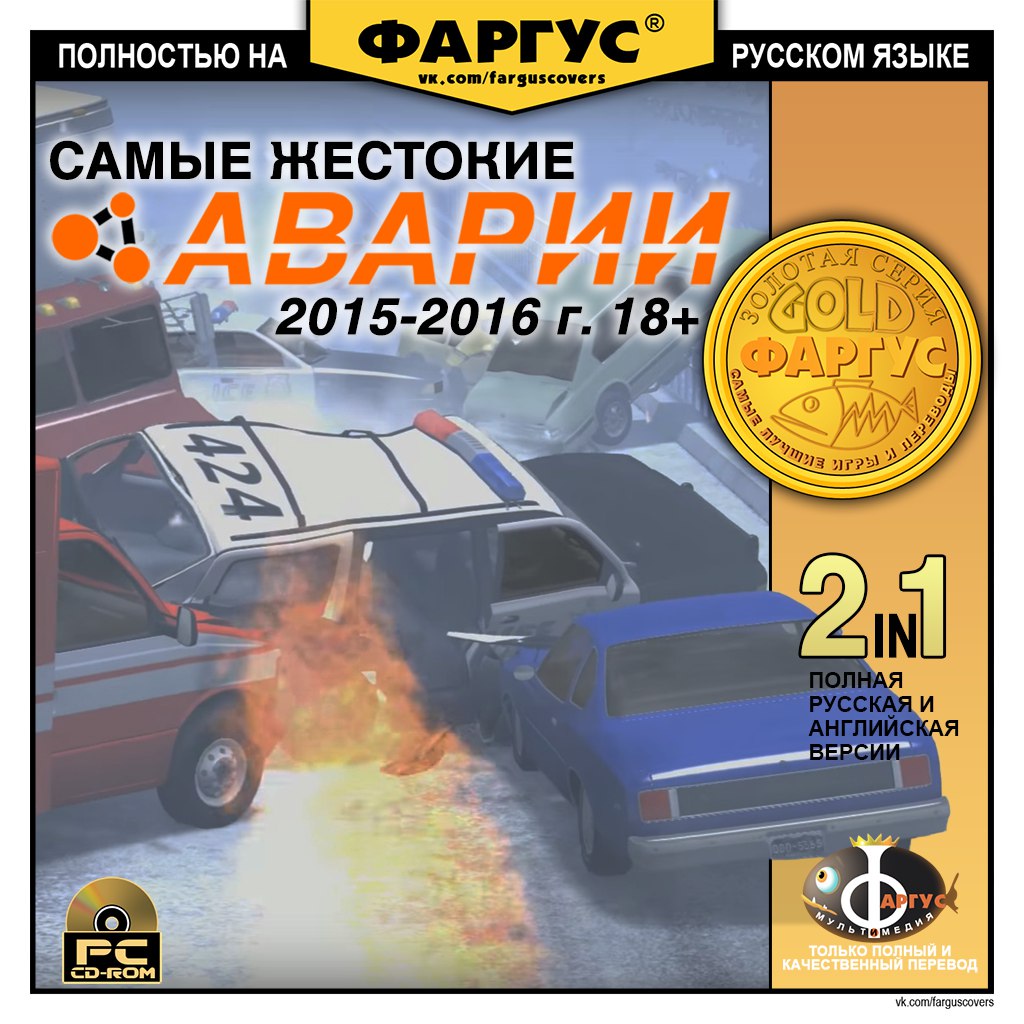 ФАРГУС®
vk.com/farguscovers
ПОЛНОСТЬЮ НА
РУССКОМ ЯЗЫКЕ
САМЫЕ ЖЕСТОКИЕ
АВАРИИ
2015-2016 г. 18+
ЗОЛОТАЯ СЕРИЯ
GOLD
ФАРГУС
САМЫЕ ЛУЧШИЕ ИГРЫ И ПЕРЕВОДЫ
424
2IN1
ПОЛНАЯ
РУССКАЯ И
АНГЛИЙСКАЯ
ВЕРСИИ
ФАРГУС
МУЛЬТИМЕДИЯ
ТОЛЬКО ПОЛНЫЙ И
КАЧЕСТВЕННЫЙ ПЕРЕВОД
PC
CD-ROM
vk.com/farguscovers